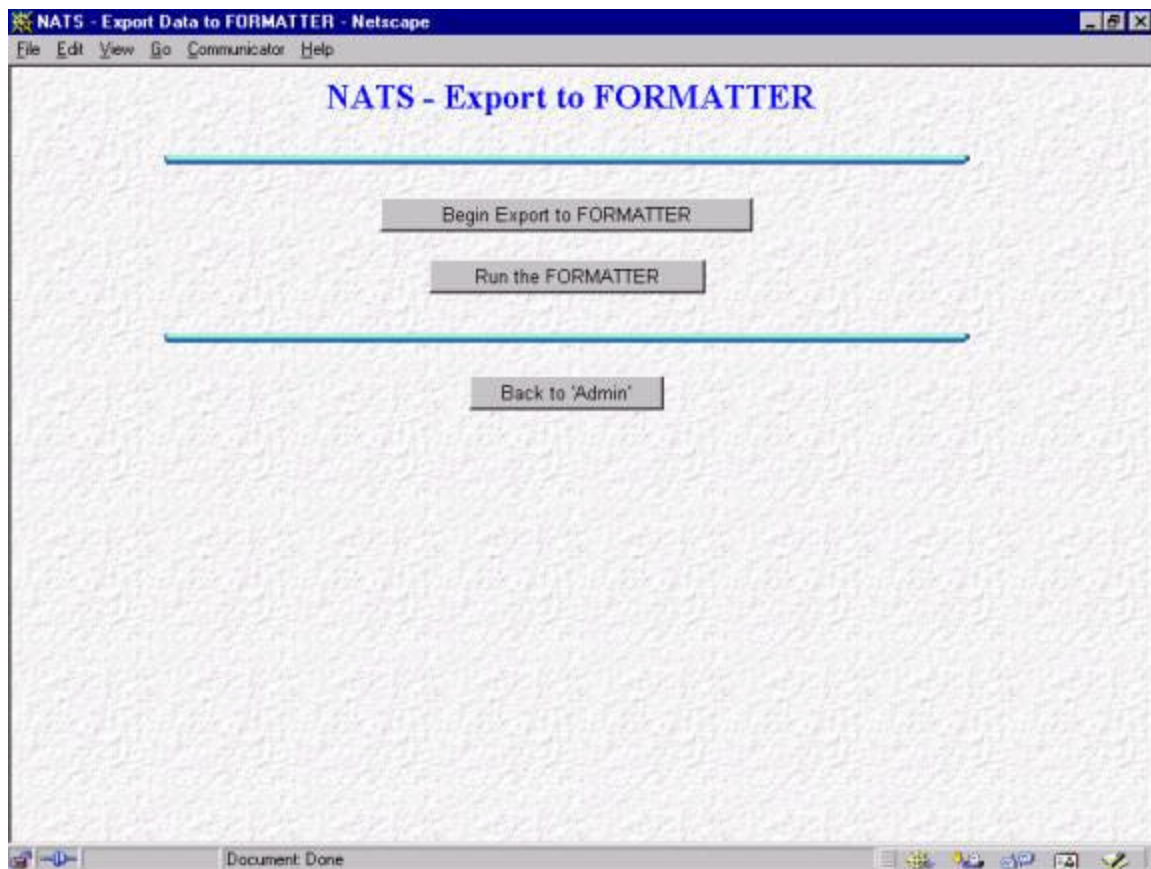 NATS - Export Data to FORMATTER - Netscape
File Edit View Go Communicator Help
NATS - Export to FORMATTER
Begin Export to FORMATTER
Run the FORMATTER
Back to 'Admin'
Document: Done